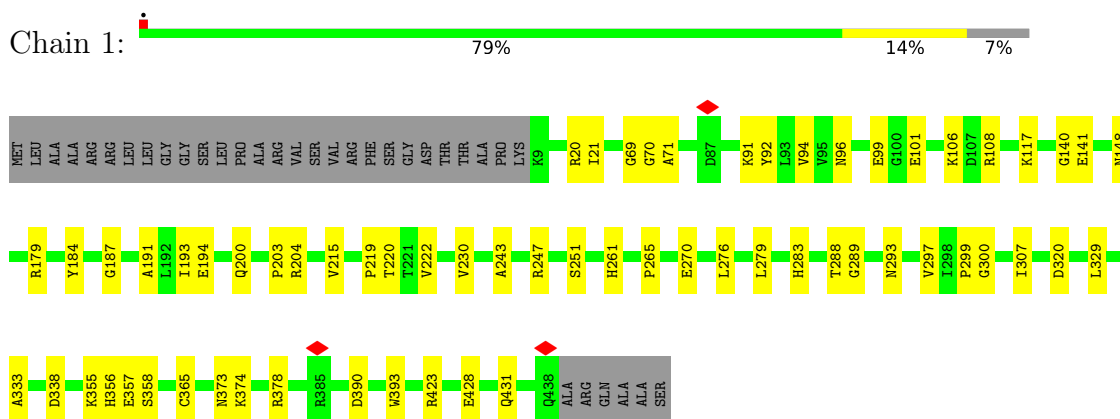 Chain 1:
79% 14% 7%
MET LEU ALA ALA ARG ARG LEU LEU GLY GLY SER LEU PRO ALA ARG VAL SER VAL ARG PHE SER GLY ASP THR THR ALA PRO LYS K9 R20 I21 G69 G70 A71 D87 K91 Y92 L93 V94 V95 N96 E99 G100 E101 K106 D107 R108 K117 G140 E141 N148
R179 Y184 G187 A191 L192 I193 E194 Q200 P203 R204 V215 P219 T220 T221 V222 V230 A243 R247 S251 H261 P265 E270 L276 L279 H283 T288 G289 N293 V297 I298 P299 G300 I307 D320 L329
A333 D338 K355 H356 E357 S358 C365 N373 K374 R378 R385 D390 W393 R423 E428 Q431 Q438 ALA ARG GLN ALA ALA SER